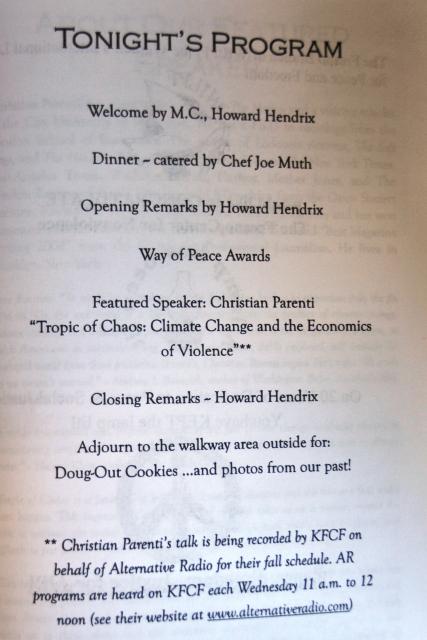 TONIGHT'S PROGRAM
Welcome by M.C., Howard Hendrix
Dinner ~ catered by Chef Joe Muth
Opening Remarks by Howard Hendrix
Way of Peace Awards
Featured Speaker: Christian Parenti
"Tropic of Chaos: Climate Change and the Economics
of Violence"**
Closing Remarks ~ Howard Hendrix
Adjourn to the walkway area outside for:
Doug-Out Cookies ...and photos from our past!
** Christian Parenti's talk is being recorded by KFCF on
behalf of Alternative Radio for their fall schedule. AR
programs are heard on KFCF each Wednesday 11 a.m. to 12
noon (see their website at www.alternativeradio.com)